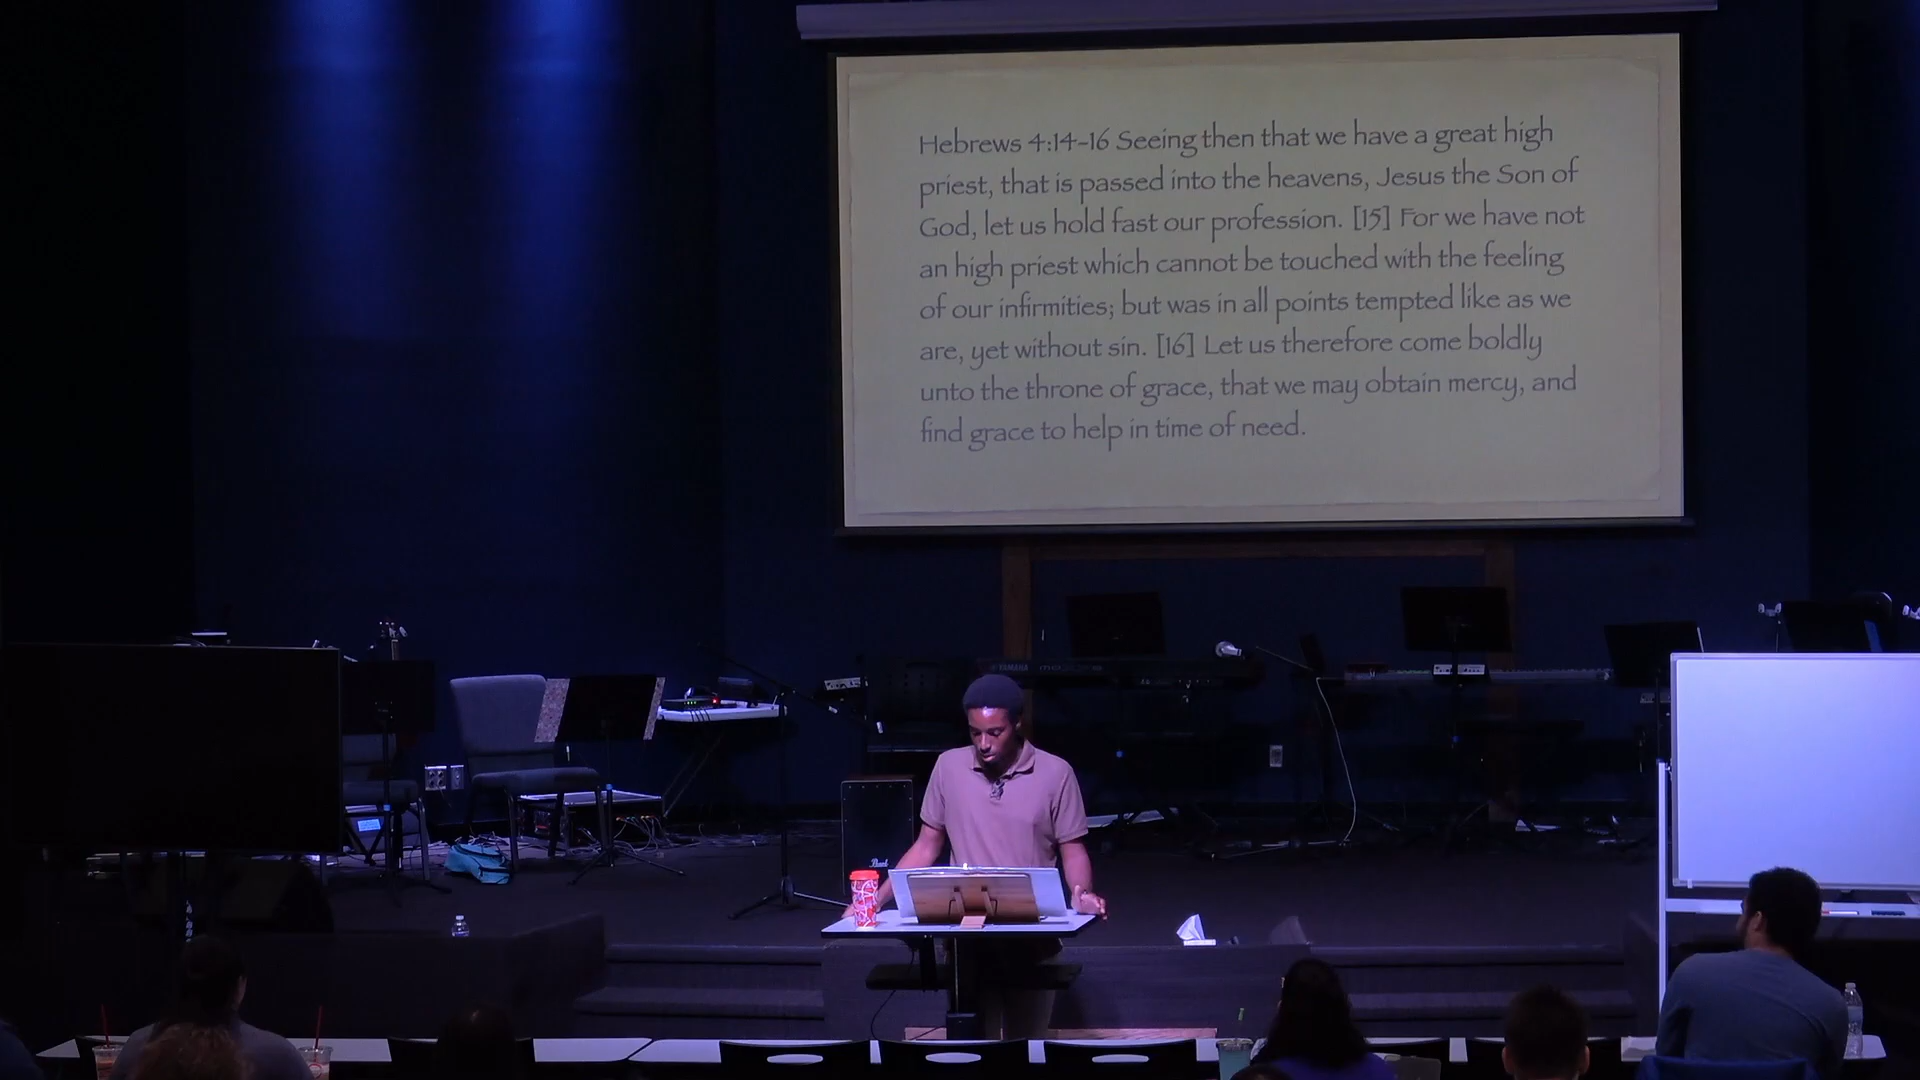 Hebrews 4:14-16 Seeing then that we have a great high
priest, that is passed into the heavens, Jesus the Son of
God, let us hold fast our profession. [15] For we have not
an high priest which cannot be touched with the feeling
of our infirmities; but was in all points tempted like as we
are, yet without sin. [16] Let us therefore come boldly
unto the throne of grace, that we may obtain mercy, and
find grace to help in time of need.
YAMAHA
Pearl